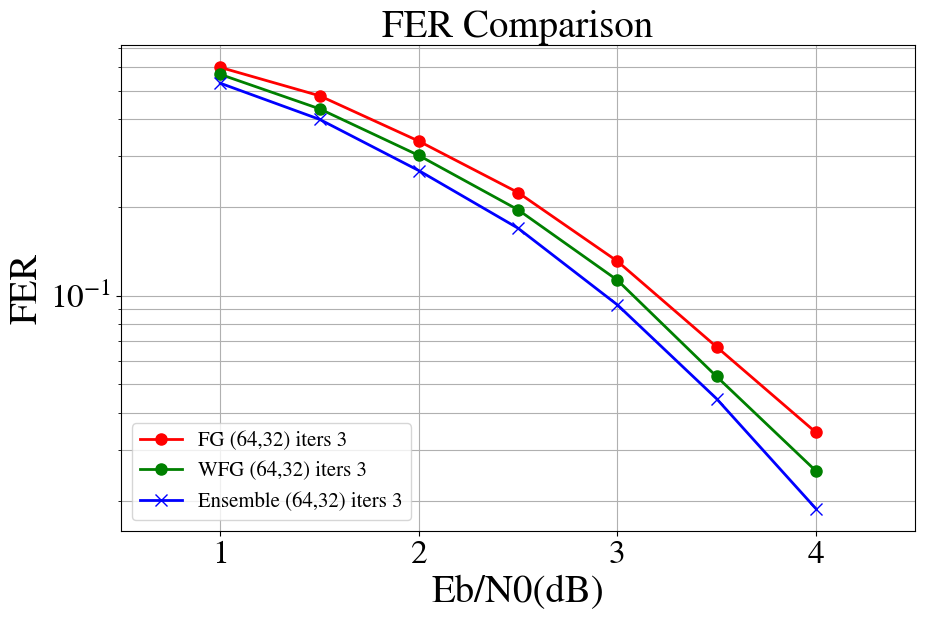 FER Comparison
FER
10⁻¹
FG (64,32) iters 3
WFG (64,32) iters 3
Ensemble (64,32) iters 3
1 2 3 4
Eb/N0(dB)